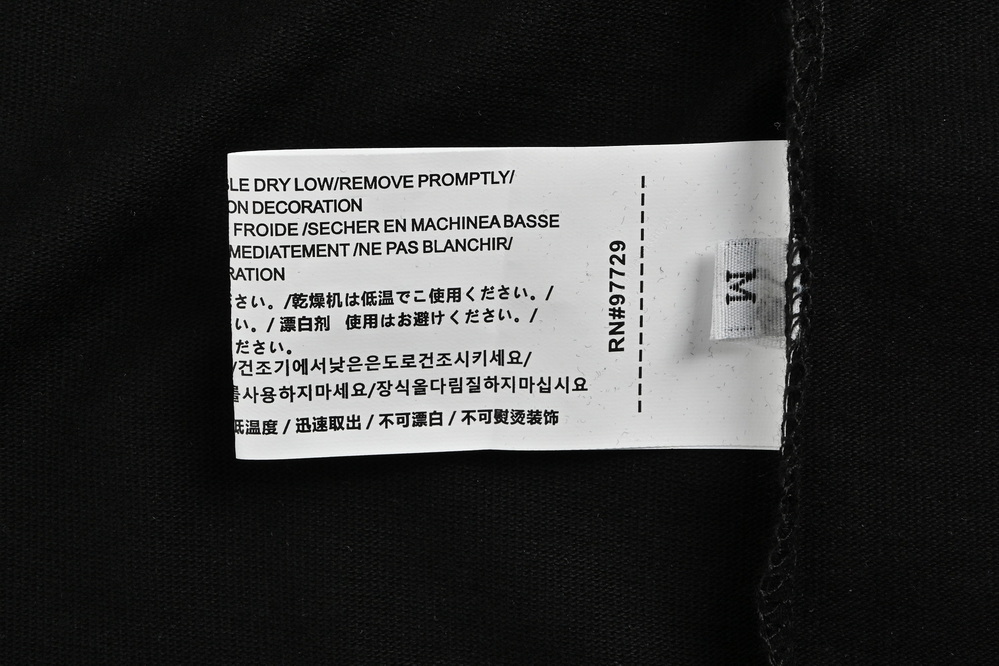 LE DRY LOW/REMOVE PROMPTLY/
ON DECORATION
FROIDE /SECHER EN MACHINEA BASSE
MEDIATEMENT /NE PAS BLANCHIR/
RATION
さい。/乾燥机は低温でご使用ください。/
い。/ 漂白剤 使用はお避けください。/
ださい。
/건조기에서낮은은도로건조시키세요/
를사용하지마세요/장식올다림질하지마십시요
低温度 / 迅速取出 / 不可漂白 / 不可熨烫装饰
RN#97729
M